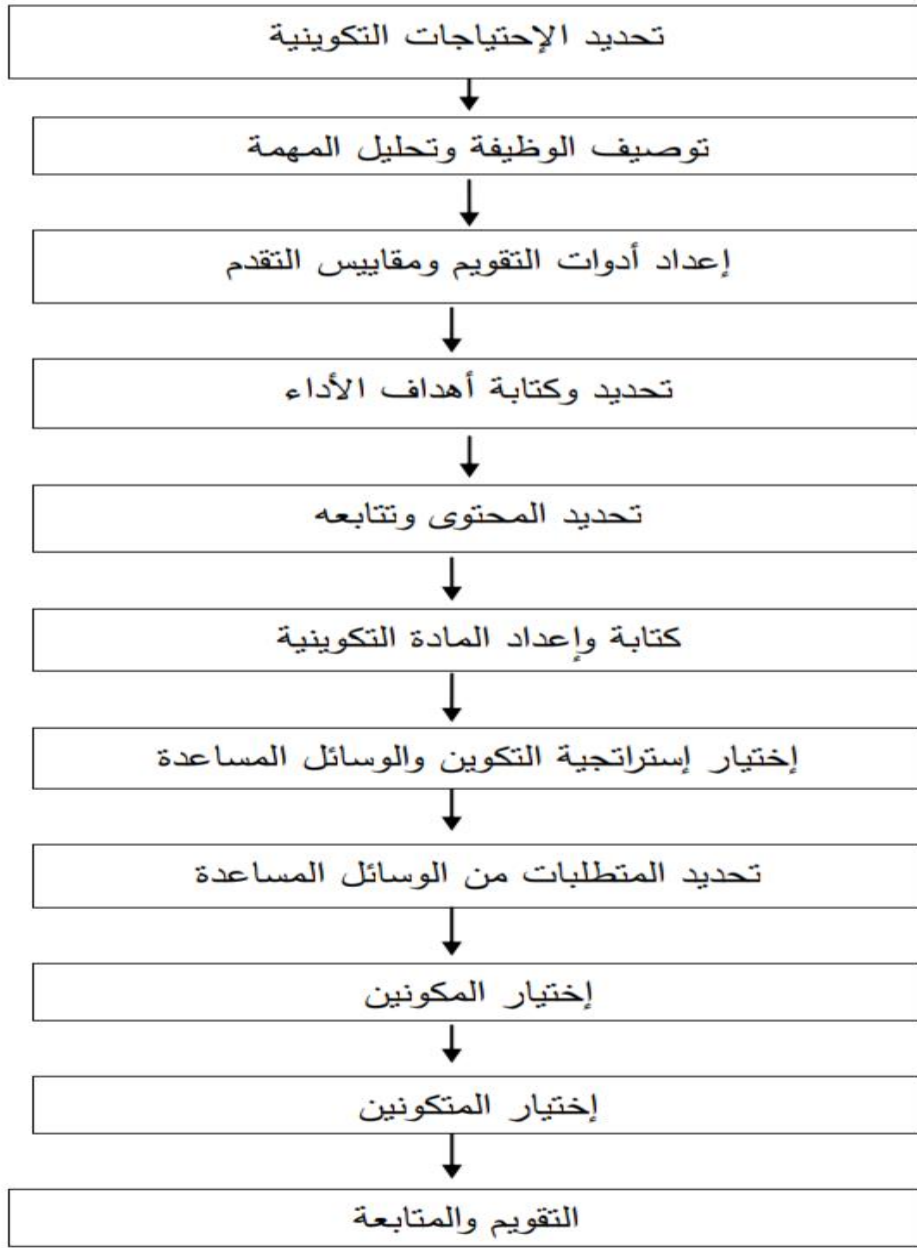 تحديد الإحتياجات التكوينية
توصيف الوظيفة وتحليل المهمة
إعداد أدوات التقويم ومقاييس التقدم
تحديد وكتابة أهداف الأداء
تحديد المحتوى وتتابعه
كتابة وإعداد المادة التكوينية
إختيار إستراتجية التكوين والوسائل المساعدة
تحديد المتطلبات من الوسائل المساعدة
إختيار المكونين
إختيار المتكونين
التقويم والمتابعة